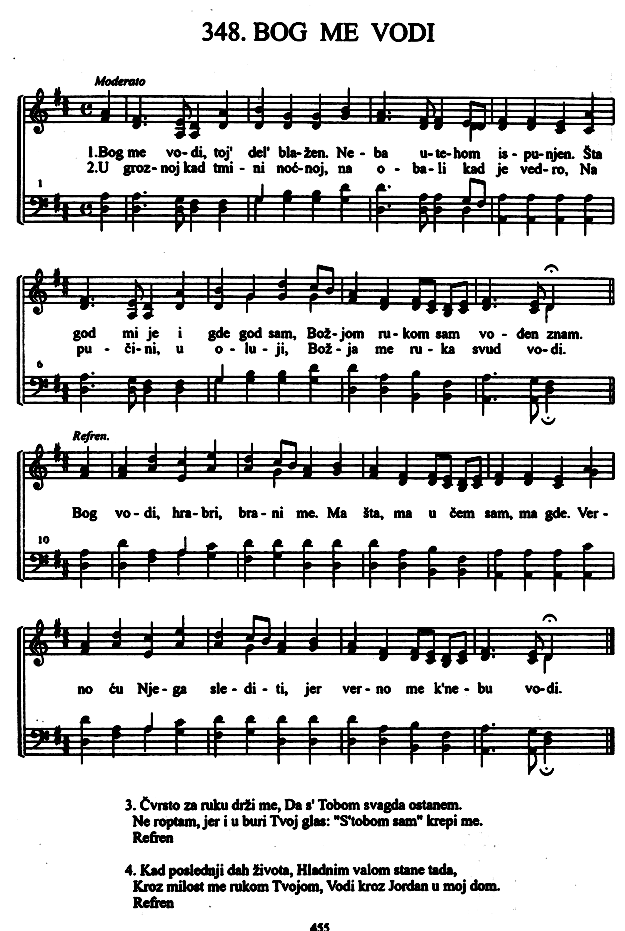 348. BOG ME VODI
Moderato
1.Bog me vo-di, toj' del' bla-žen. Ne-ba u-te-hom is-pu-njen. Šta
2.U groz-noj kad tmi-ni noć-noj, na o-ba-li kad je ved-ro, Na
1
god mi je i gde god sam, Bož-jom ru-kom sam vo-đen znam.
pu-či-ni, u o-lu-ji, Bož-ja me ru-ka svud vo-di.
6
Refren.
Bog vo-di, hra-bri, bra-ni me. Ma šta, ma u čem sam, ma gde. Ver-
10
no ću Nje-ga sle-di-ti, jer ver-no me k'ne-bu vo-di.
3. Čvrsto za ruku drži me, Da s' Tobom svagda ostanem.
Ne roptam, jer i u buri Tvoj glas: "S'tobom sam" krepi me.
Refren
4. Kad poslednji dah života, Hladnim valom stane tada,
Kroz milost me rukom Tvojom, Vodi kroz Jordan u moj dom.
Refren
455